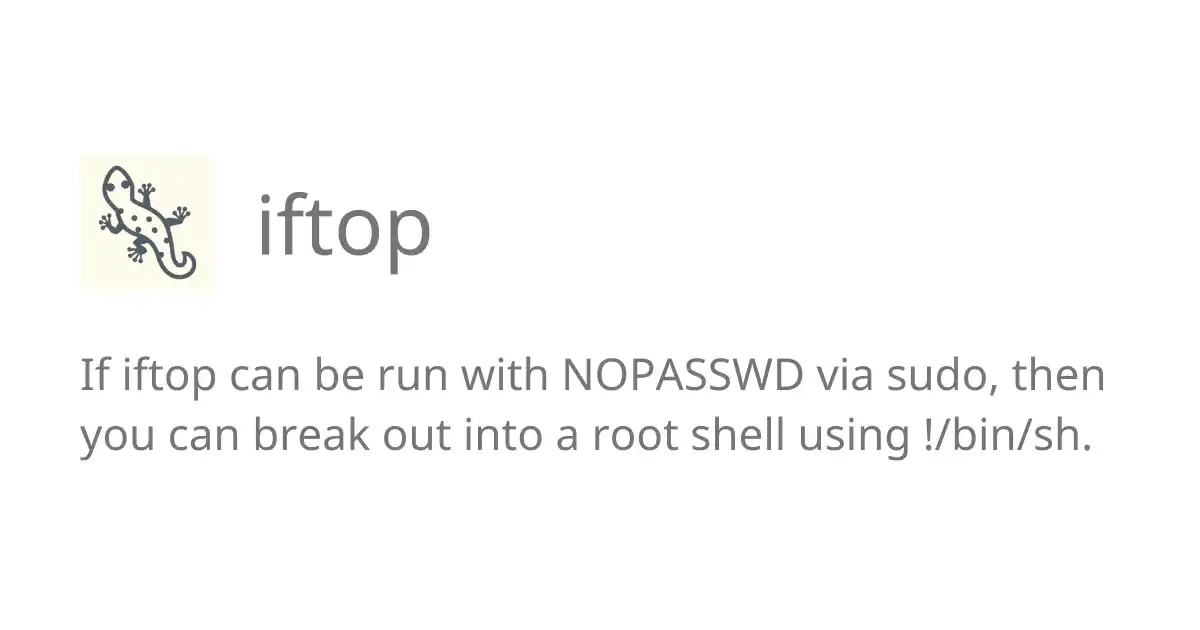 iftop
If iftop can be run with NOPASSWD via sudo, then
you can break out into a root shell using !/bin/sh.